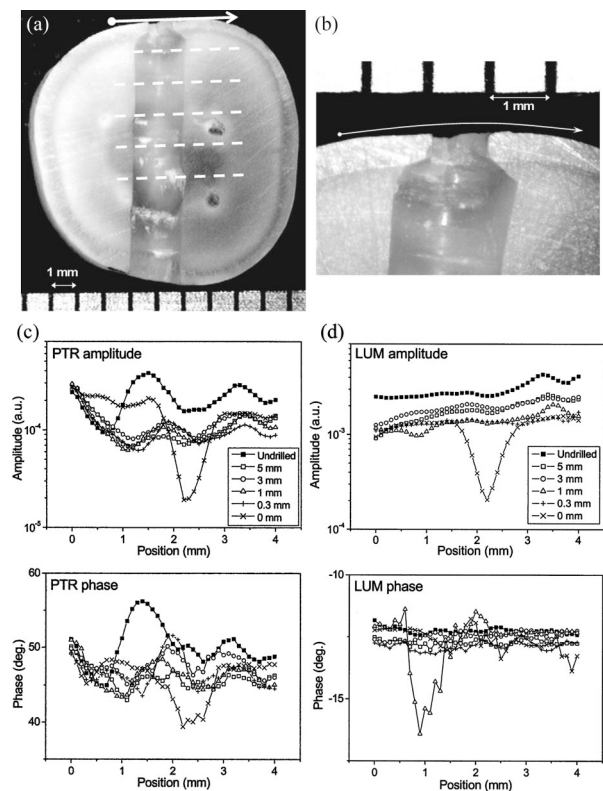 (a)
1 mm
(b)
1 mm
(c)
PTR amplitude
Amplitude (a.u.)
10⁻⁴
10⁻⁵
Undrilled
5 mm
3 mm
1 mm
0.3 mm
0 mm
0 1 2 3 4
Position (mm)
PTR phase
Phase (deg.)
60
50
40
0 1 2 3 4
Position (mm)
(d)
LUM amplitude
Amplitude (a.u.)
10⁻³
10⁻⁴
Undrilled
5 mm
3 mm
1 mm
0.3 mm
0 mm
0 1 2 3 4
Position (mm)
LUM phase
Phase (deg.)
-10
-15
0 1 2 3 4
Position (mm)